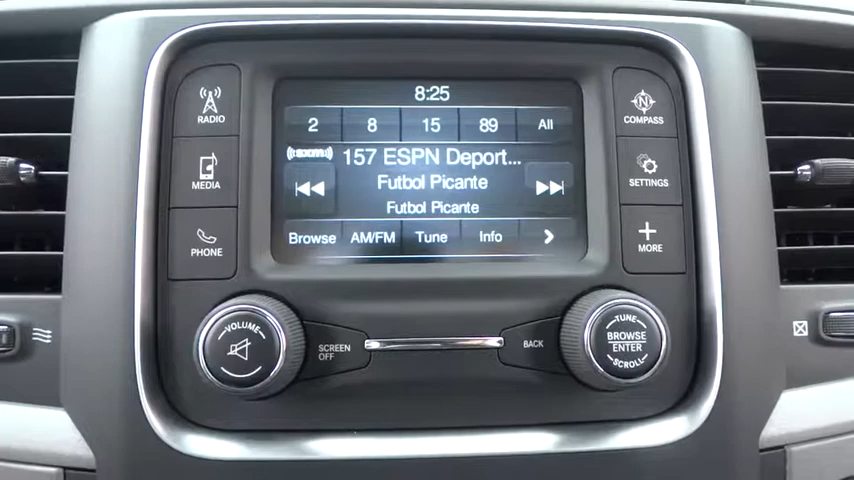 8:25
RADIO
MEDIA
PHONE
2 8 15 89 All
((SXM)) 157 ESPN Deport...
Futbol Picante
Futbol Picante
Browse AM/FM Tune Info
N
COMPASS
SETTINGS
MORE
VOLUME
SCREEN
OFF
BACK
TUNE
BROWSE
ENTER
SCROLL